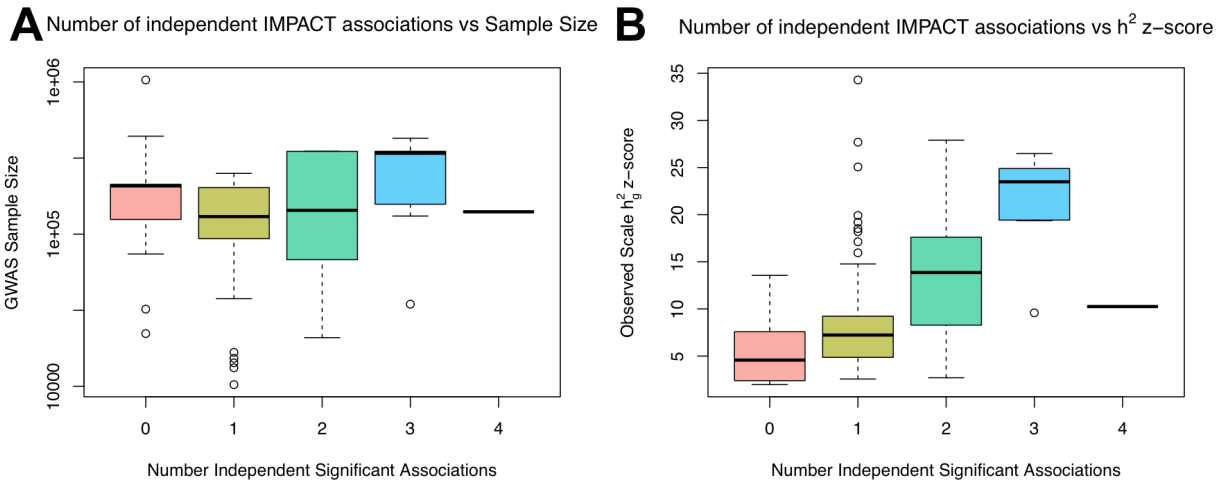 A Number of independent IMPACT associations vs Sample Size
GWAS Sample Size
1e+06
1e+05
10000
0 1 2 3 4
Number Independent Significant Associations
B Number of independent IMPACT associations vs h² z−score
Observed Scale h²g z−score
35
30
25
20
15
10
5
0 1 2 3 4
Number Independent Significant Associations